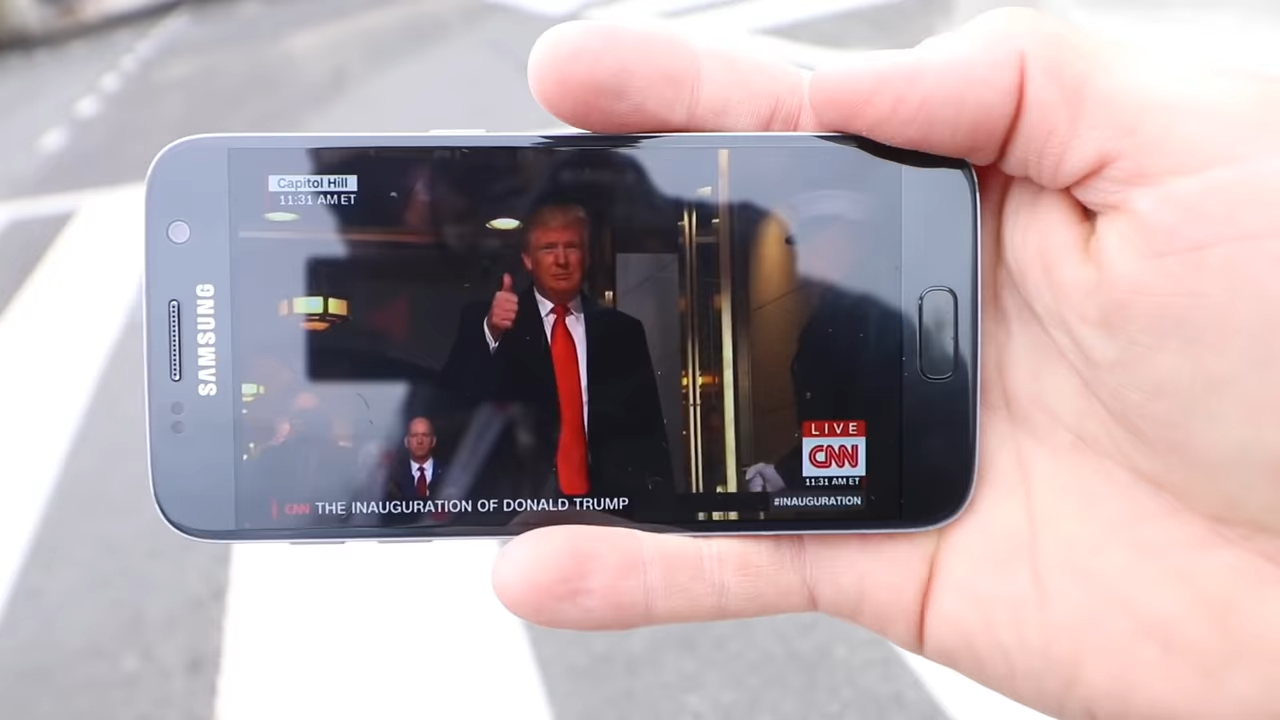 Capitol Hill
11:31 AM ET
SAMSUNG
LIVE
CNN
11:31 AM ET
CNN THE INAUGURATION OF DONALD TRUMP
#INAUGURATION